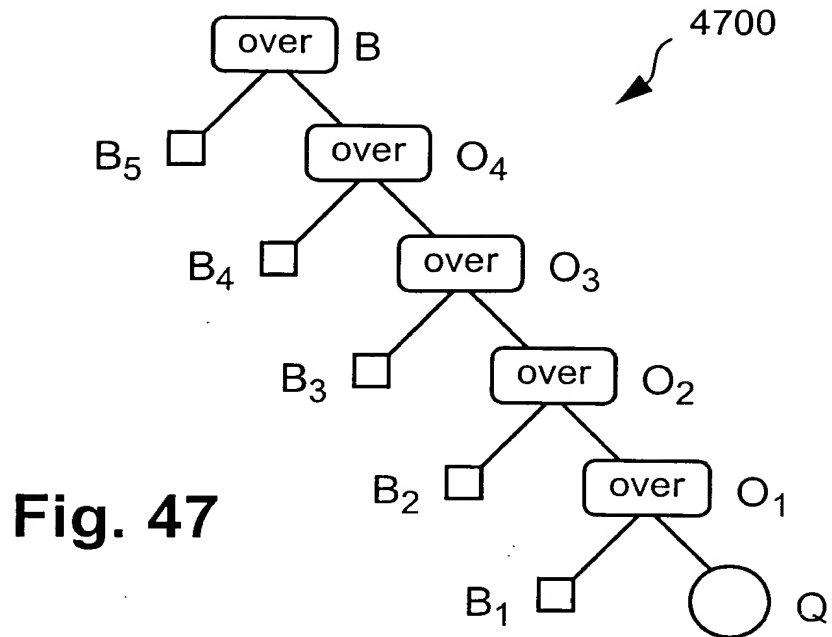 4700
over B
B5
over O4
B4
over O3
B3
over O2
B2
over O1
B1
Q
Fig. 47